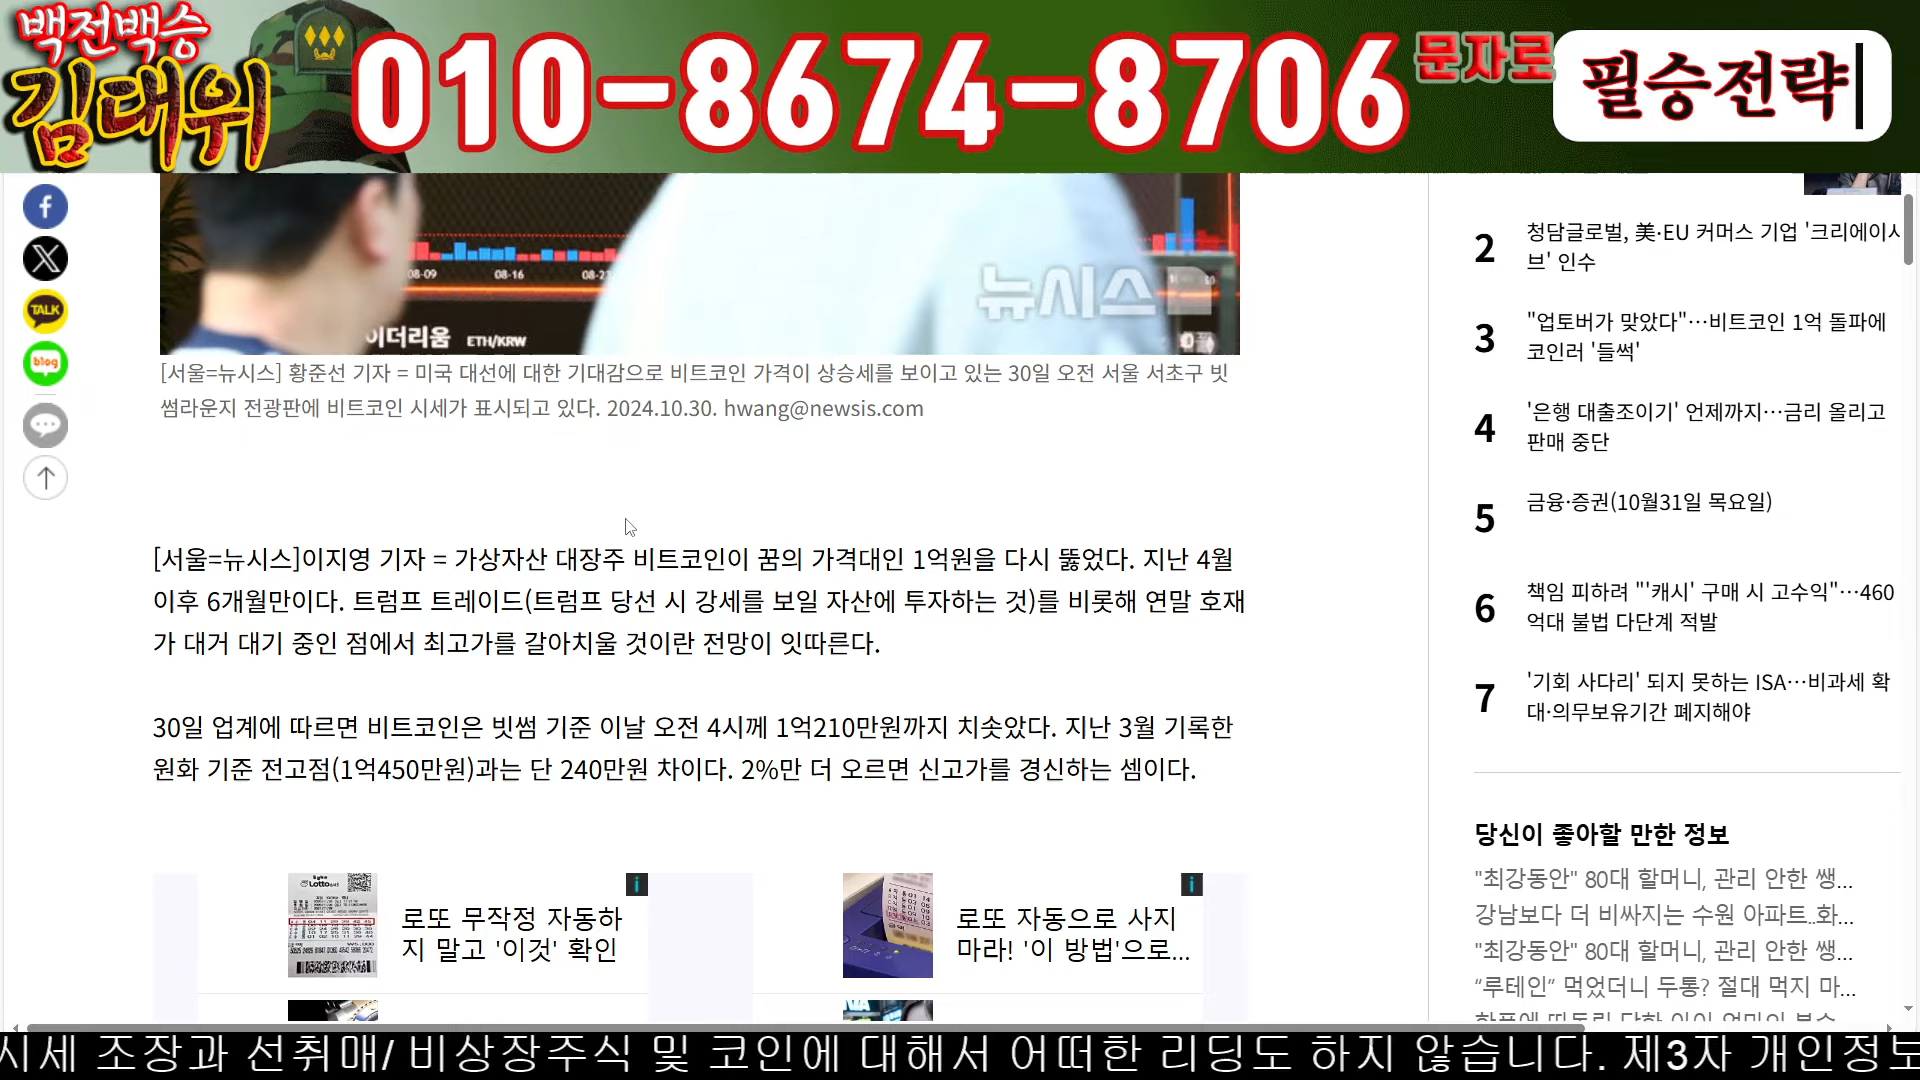 백전백승
김대위
010-8674-8706
문자로
필승전략
08-09 08-16 08-23
뉴시스
이더리움 ETH/KRW
[서울=뉴시스] 황준선 기자 = 미국 대선에 대한 기대감으로 비트코인 가격이 상승세를 보이고 있는 30일 오전 서울 서초구 빗
썸라운지 전광판에 비트코인 시세가 표시되고 있다. 2024.10.30. hwang@newsis.com
[서울=뉴시스]이지영 기자 = 가상자산 대장주 비트코인이 꿈의 가격대인 1억원을 다시 뚫었다. 지난 4월
이후 6개월만이다. 트럼프 트레이드(트럼프 당선 시 강세를 보일 자산에 투자하는 것)를 비롯해 연말 호재
가 대거 대기 중인 점에서 최고가를 갈아치울 것이란 전망이 잇따른다.
30일 업계에 따르면 비트코인은 빗썸 기준 이날 오전 4시께 1억210만원까지 치솟았다. 지난 3월 기록한
원화 기준 전고점(1억450만원)과는 단 240만원 차이다. 2%만 더 오르면 신고가를 경신하는 셈이다.
Lotto
로또 무작정 자동하
지 말고 '이것' 확인
로또 자동으로 사지
마라! '이 방법'으로...
TALK
blog
2
청담글로벌, 美·EU 커머스 기업 '크리에이시
브' 인수
3
"업토버가 맞았다"…비트코인 1억 돌파에
코인러 '들썩'
4
'은행 대출조이기' 언제까지…금리 올리고
판매 중단
5
금융·증권(10월31일 목요일)
6
책임 피하려 "'캐시' 구매 시 고수익"…460
억대 불법 다단계 적발
7
'기회 사다리' 되지 못하는 ISA…비과세 확
대·의무보유기간 폐지해야
당신이 좋아할 만한 정보
"최강동안" 80대 할머니, 관리 안한 쌩...
강남보다 더 비싸지는 수원 아파트..화...
"최강동안" 80대 할머니, 관리 안한 쌩...
“루테인” 먹었더니 두통? 절대 먹지 마...
시세 조장과 선취매/ 비상장주식 및 코인에 대해서 어떠한 리딩도 하지 않습니다. 제3자 개인정보